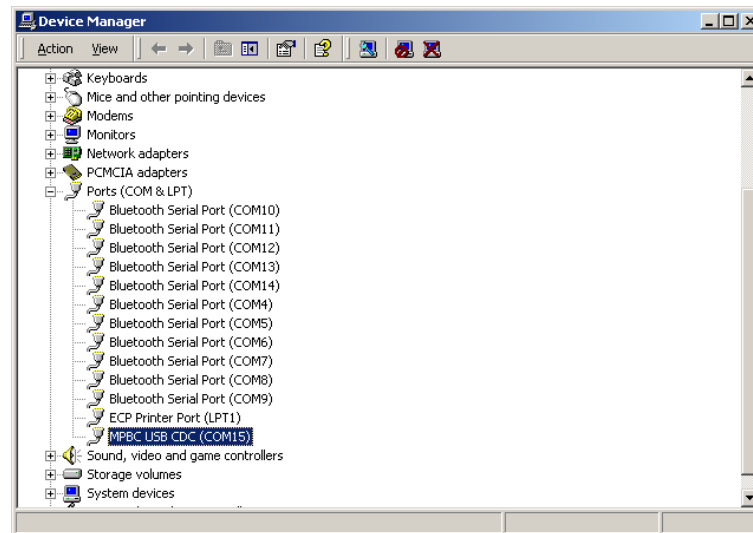 Device Manager
Action View
Keyboards
Mice and other pointing devices
Modems
Monitors
Network adapters
PCMCIA adapters
Ports (COM & LPT)
Bluetooth Serial Port (COM10)
Bluetooth Serial Port (COM11)
Bluetooth Serial Port (COM12)
Bluetooth Serial Port (COM13)
Bluetooth Serial Port (COM14)
Bluetooth Serial Port (COM4)
Bluetooth Serial Port (COM5)
Bluetooth Serial Port (COM6)
Bluetooth Serial Port (COM7)
Bluetooth Serial Port (COM8)
Bluetooth Serial Port (COM9)
ECP Printer Port (LPT1)
MPBC USB CDC (COM15)
Sound, video and game controllers
Storage volumes
System devices